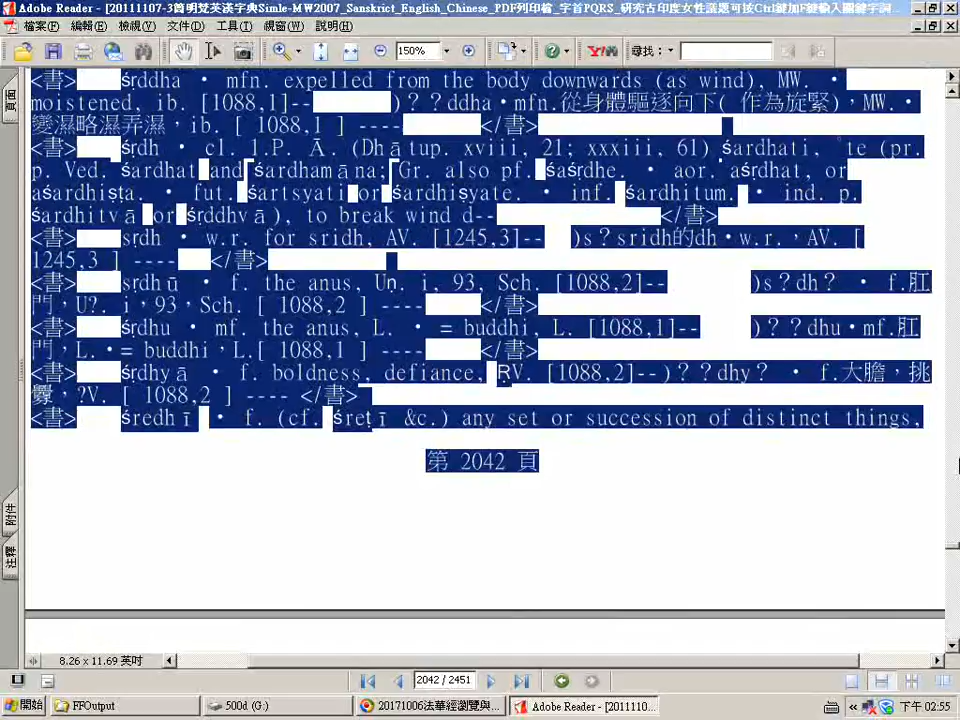 Adobe Reader - [20111107-3簡明梵英漢字典Simle-MW2007_Sanskrict_English_Chinese_PDF列印檔_字首PQRS_研究古印度女性議題可按Ctrl鍵加F鍵輸入關鍵字詞...
檔案(F) 編輯(E) 檢視(V) 文件(D) 工具(T) 視窗(W) 說明(H)
150% Y! 尋找：
頁面
<書> śṛddha ‧ mfn. expelled from the body downwards (as wind), MW. ‧
moistened, ib. [1088,1]-- )??ddha‧mfn.從身體驅逐向下( 作為旋緊)，MW.‧
變濕略濕弄濕，ib. [ 1088,1 ] ---- </書>
<書> śṛdh ‧ cl. 1.P. Ā. (Dhātup. xviii, 21; xxxiii, 61) śardhati, °te (pr.
p. Ved. śardhat and śardhamāna; Gr. also pf. śaśṛdhe. ‧ aor. aśṛdhat, or
aśardhiṣṭa. ‧ fut. śartsyati or śardhiṣyate. ‧ inf. śardhitum. ‧ ind. p.
śardhitvā or śṛddhvā), to break wind d-- </書>
<書> sṛdh ‧ w.r. for sridh, AV. [1245,3]-- )s?sridh的dh‧w.r.，AV. [
1245,3 ] ---- </書>
<書> sṛdhū ‧ f. the anus, Uṇ. i, 93, Sch. [1088,2]-- )s?dh? ‧ f.肛
門，U?. i，93，Sch. [ 1088,2 ] ---- </書>
<書> śṛdhu ‧ mf. the anus, L. ‧ = buddhi, L. [1088,1]-- )??dhu‧mf.肛
門，L.‧= buddhi，L.[ 1088,1 ] ---- </書>
<書> śṛdhyā ‧ f. boldness, defiance, RV. [1088,2]--)??dhy? ‧ f.大膽，挑
釁，?V. [ 1088,2 ] ---- </書>
<書> śreḍhī ‧ f. (cf. śreṭī &c.) any set or succession of distinct things,
第 2042 頁
附件
注釋
8.26 x 11.69 英吋
2042 / 2451
開始 FFOutput 500d (G:) 20171006法華經瀏覽與... Adobe Reader - [2011110... 下午 02:55